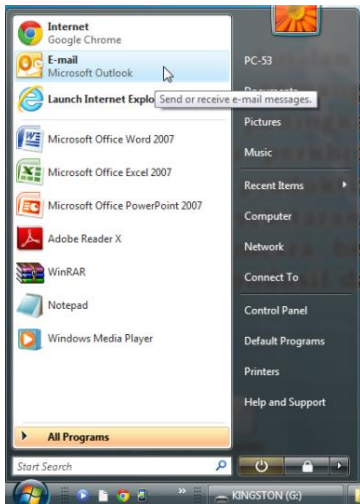 Internet
Google Chrome
E-mail
Microsoft Outlook
Launch Internet Explo
Send or receive e-mail messages.
Microsoft Office Word 2007
Microsoft Office Excel 2007
Microsoft Office PowerPoint 2007
Adobe Reader X
WinRAR
Notepad
Windows Media Player
All Programs
Start Search
PC-53
Documents
Pictures
Music
Recent Items
Computer
Network
Connect To
Control Panel
Default Programs
Printers
Help and Support
KINGSTON (G:)